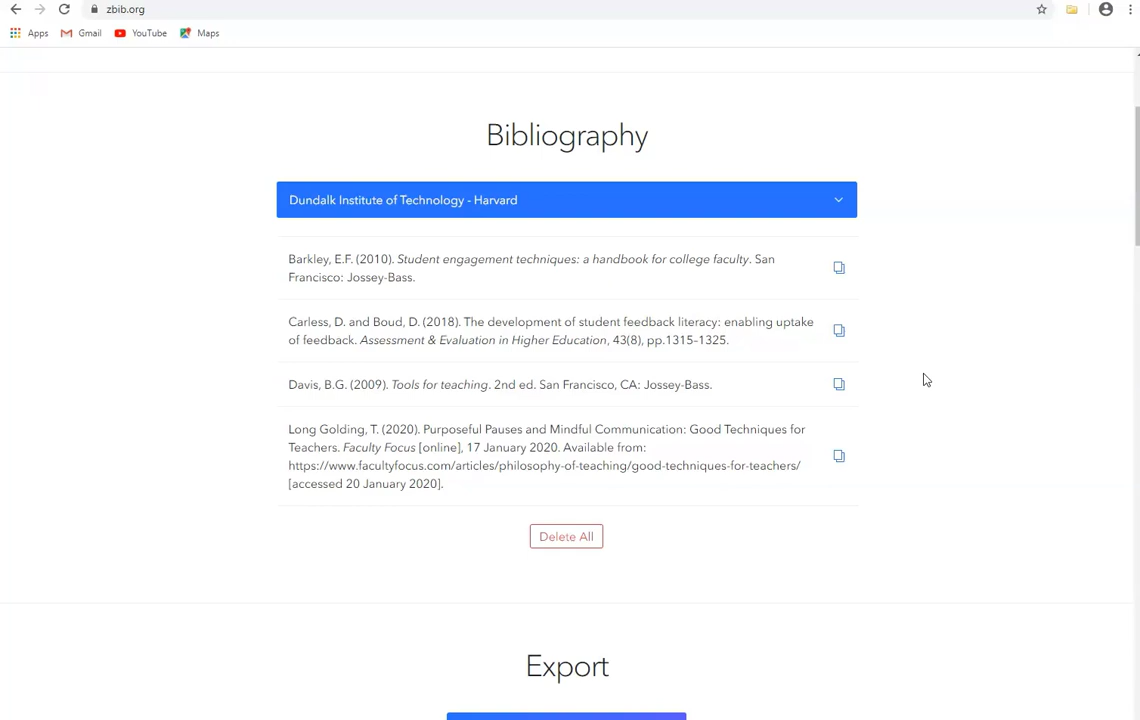 zbib.org
Apps Gmail YouTube Maps
Bibliography
Dundalk Institute of Technology - Harvard
Barkley, E.F. (2010). Student engagement techniques: a handbook for college faculty. San
Francisco: Jossey-Bass.
Carless, D. and Boud, D. (2018). The development of student feedback literacy: enabling uptake
of feedback. Assessment & Evaluation in Higher Education, 43(8), pp.1315–1325.
Davis, B.G. (2009). Tools for teaching. 2nd ed. San Francisco, CA: Jossey-Bass.
Long Golding, T. (2020). Purposeful Pauses and Mindful Communication: Good Techniques for
Teachers. Faculty Focus [online], 17 January 2020. Available from:
https://www.facultyfocus.com/articles/philosophy-of-teaching/good-techniques-for-teachers/
[accessed 20 January 2020].
Delete All
Export